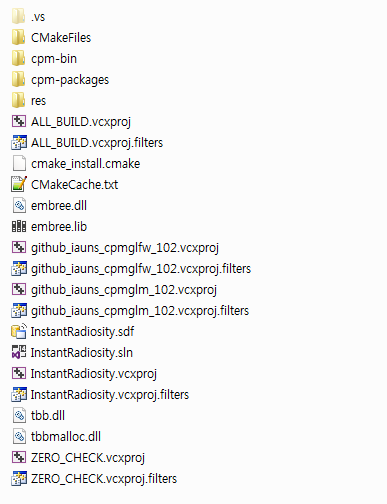 .vs
CMakeFiles
cpm-bin
cpm-packages
res
ALL_BUILD.vcxproj
ALL_BUILD.vcxproj.filters
cmake_install.cmake
CMakeCache.txt
embree.dll
embree.lib
github_iauns_cpmglfw_102.vcxproj
github_iauns_cpmglfw_102.vcxproj.filters
github_iauns_cpmglm_102.vcxproj
github_iauns_cpmglm_102.vcxproj.filters
InstantRadiosity.sdf
InstantRadiosity.sln
InstantRadiosity.vcxproj
InstantRadiosity.vcxproj.filters
tbb.dll
tbbmalloc.dll
ZERO_CHECK.vcxproj
ZERO_CHECK.vcxproj.filters